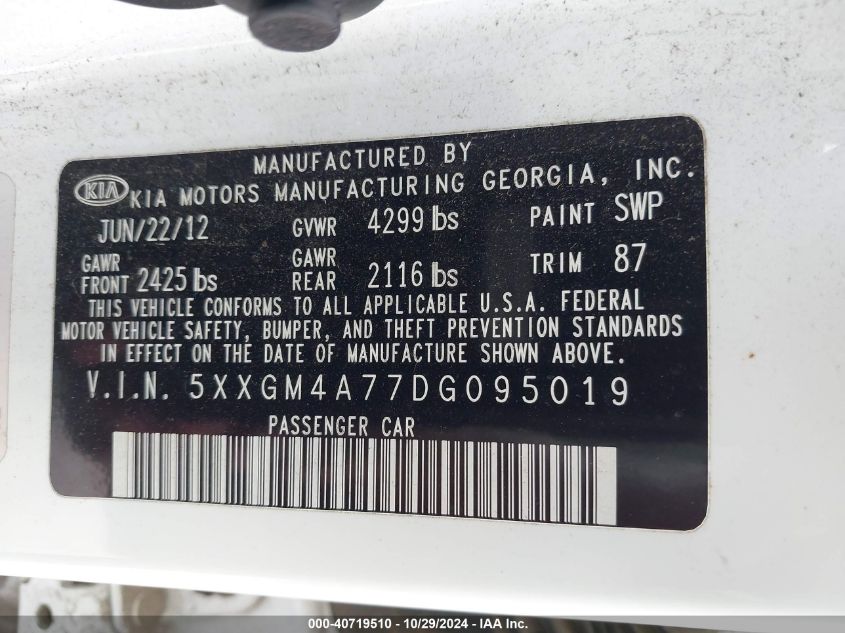 MANUFACTURED BY
KIA KIA MOTORS MANUFACTURING GEORGIA, INC.
JUN/22/12 GVWR 4299 lbs PAINT SWP
GAWR FRONT 2425 lbs GAWR REAR 2116 lbs TRIM 87
THIS VEHICLE CONFORMS TO ALL APPLICABLE U.S.A. FEDERAL
MOTOR VEHICLE SAFETY, BUMPER, AND THEFT PREVENTION STANDARDS
IN EFFECT ON THE DATE OF MANUFACTURE SHOWN ABOVE.
V.I.N. 5XXGM4A77DG095019
PASSENGER CAR
000-40719510 - 10/29/2024 - IAA Inc.